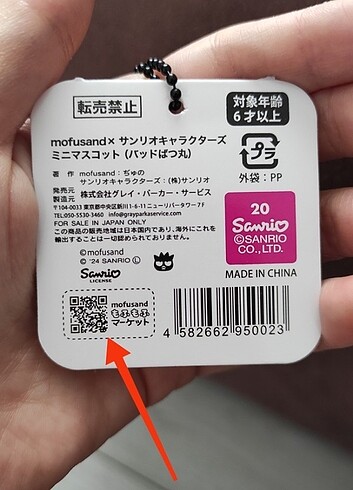 転売禁止
対象年齢
6才以上
mofusand× サンリオキャラクターズ
ミニマスコット（バッドばつ丸）
著 作 mofusand：ぢゅの
サンリオキャラクターズ：(株)サンリオ
発売元
製造元 株式会社グレイ・パーカー・サービス
〒104-0033 東京都中央区新川1-6-11 ニューリバータワー7F
TEL:050-5530-3460 info@grayparkaservice.com
FOR SALE IN JAPAN ONLY
この商品の販売地域は日本国内であり、海外にこれを
輸出することは一切認められておりません。
プラ
外袋：PP
20
Sanrio
©SANRIO
CO., LTD.
©mofusand
© '24 SANRIO Ⓛ
Sanrio
LICENSE
MADE IN CHINA
mofusand
もふもふ
マーケット
4 582662 950023